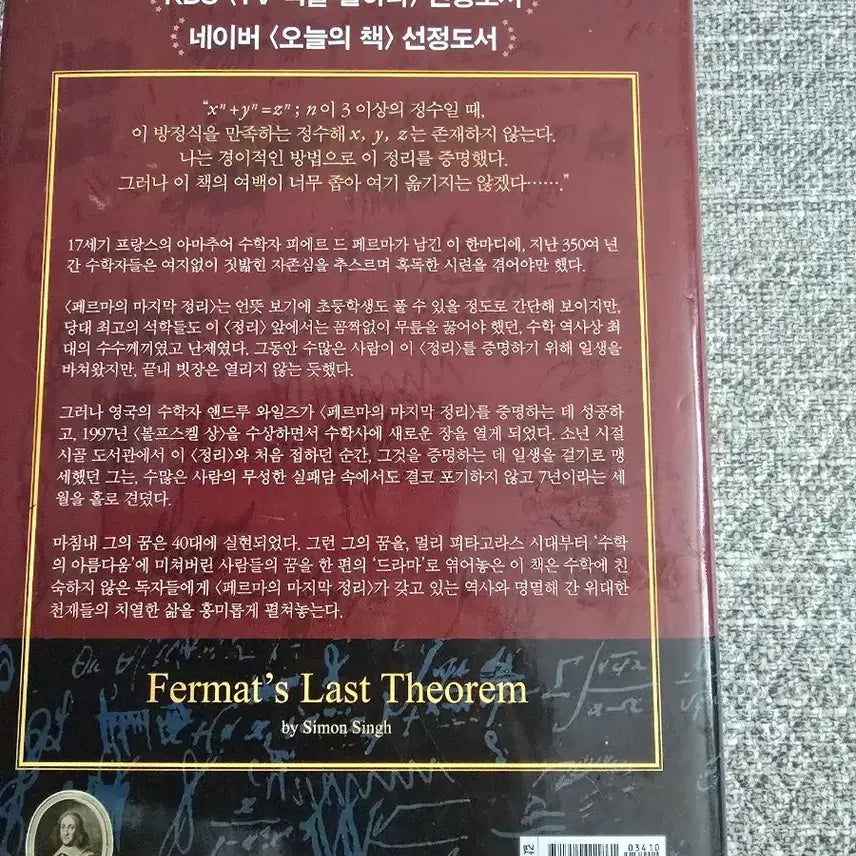 KBS 〈TV 책을 말하다〉 선정도서
네이버 〈오늘의 책〉 선정도서
“xⁿ+yⁿ=zⁿ ; n이 3 이상의 정수일 때,
이 방정식을 만족하는 정수해 x, y, z는 존재하지 않는다.
나는 경이적인 방법으로 이 정리를 증명했다.
그러나 이 책의 여백이 너무 좁아 여기 옮기지는 않겠다…….”
17세기 프랑스의 아마추어 수학자 피에르 드 페르마가 남긴 이 한마디에, 지난 350여 년
간 수학자들은 여지없이 짓밟힌 자존심을 추스르며 혹독한 시련을 겪어야만 했다.
〈페르마의 마지막 정리〉는 언뜻 보기에 초등학생도 풀 수 있을 정도로 간단해 보이지만,
당대 최고의 석학들도 이 〈정리〉 앞에서는 꼼짝없이 무릎을 꿇어야 했던, 수학 역사상 최
대의 수수께끼였고 난제였다. 그동안 수많은 사람이 이 〈정리〉를 증명하기 위해 일생을
바쳐왔지만, 끝내 빗장은 열리지 않는 듯했다.
그러나 영국의 수학자 앤드루 와일즈가 〈페르마의 마지막 정리〉를 증명하는 데 성공하
고, 1997년 〈볼프스켈 상〉을 수상하면서 수학사에 새로운 장을 열게 되었다. 소년 시절
시골 도서관에서 이 〈정리〉와 처음 접하던 순간, 그것을 증명하는 데 일생을 걸기로 맹
세했던 그는, 수많은 사람의 무성한 실패담 속에서도 결코 포기하지 않고 7년이라는 세
월을 홀로 견뎠다.
마침내 그의 꿈은 40대에 실현되었다. 그런 그의 꿈을, 멀리 피타고라스 시대부터 ‘수학
의 아름다움’에 미쳐버린 사람들의 꿈을 한 편의 ‘드라마’로 엮어놓은 이 책은 수학에 친
숙하지 않은 독자들에게 〈페르마의 마지막 정리〉가 갖고 있는 역사와 명멸해 간 위대한
천재들의 치열한 삶을 흥미롭게 펼쳐놓는다.
Fermat’s Last Theorem
by Simon Singh
03410